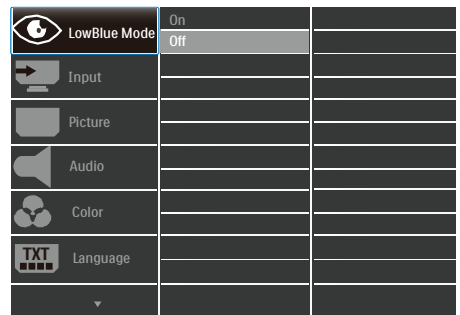 LowBlue Mode
On
Off
Input
Picture
Audio
Color
TXT
Language